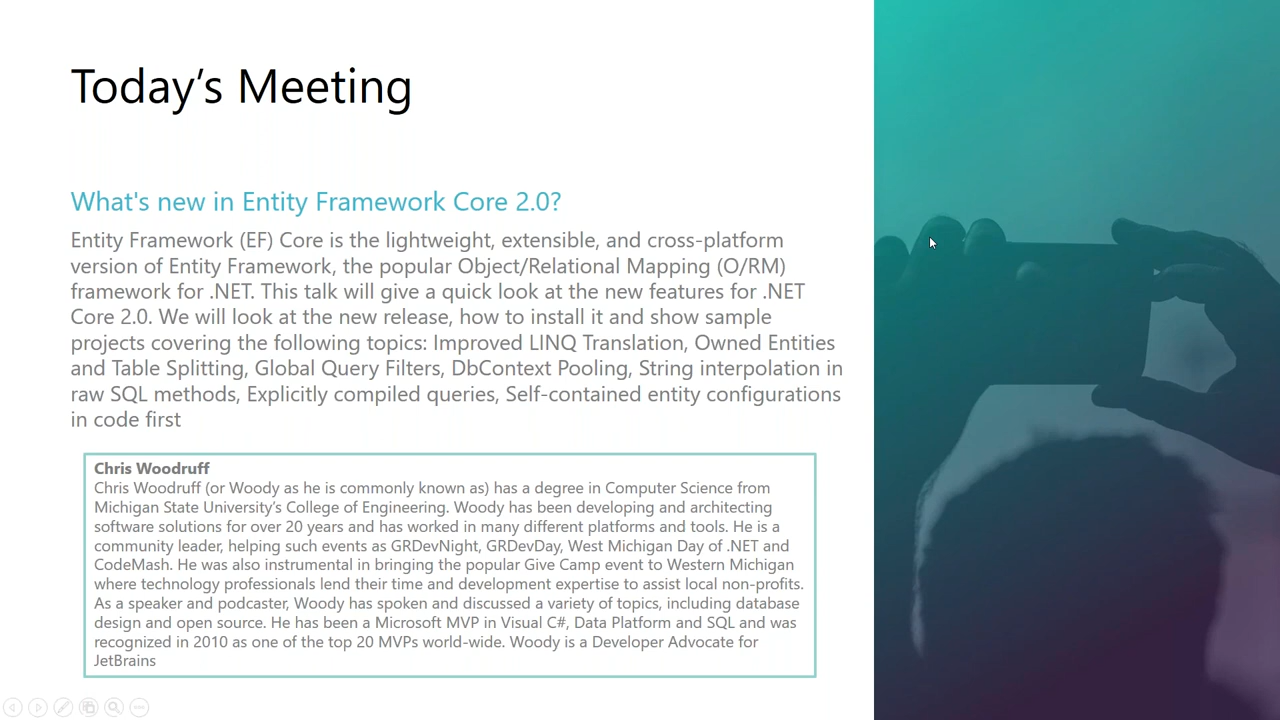 Today’s Meeting
What's new in Entity Framework Core 2.0?
Entity Framework (EF) Core is the lightweight, extensible, and cross-platform
version of Entity Framework, the popular Object/Relational Mapping (O/RM)
framework for .NET. This talk will give a quick look at the new features for .NET
Core 2.0. We will look at the new release, how to install it and show sample
projects covering the following topics: Improved LINQ Translation, Owned Entities
and Table Splitting, Global Query Filters, DbContext Pooling, String interpolation in
raw SQL methods, Explicitly compiled queries, Self-contained entity configurations
in code first
Chris Woodruff
Chris Woodruff (or Woody as he is commonly known as) has a degree in Computer Science from
Michigan State University's College of Engineering. Woody has been developing and architecting
software solutions for over 20 years and has worked in many different platforms and tools. He is a
community leader, helping such events as GRDevNight, GRDevDay, West Michigan Day of .NET and
CodeMash. He was also instrumental in bringing the popular Give Camp event to Western Michigan
where technology professionals lend their time and development expertise to assist local non-profits.
As a speaker and podcaster, Woody has spoken and discussed a variety of topics, including database
design and open source. He has been a Microsoft MVP in Visual C#, Data Platform and SQL and was
recognized in 2010 as one of the top 20 MVPs world-wide. Woody is a Developer Advocate for
JetBrains